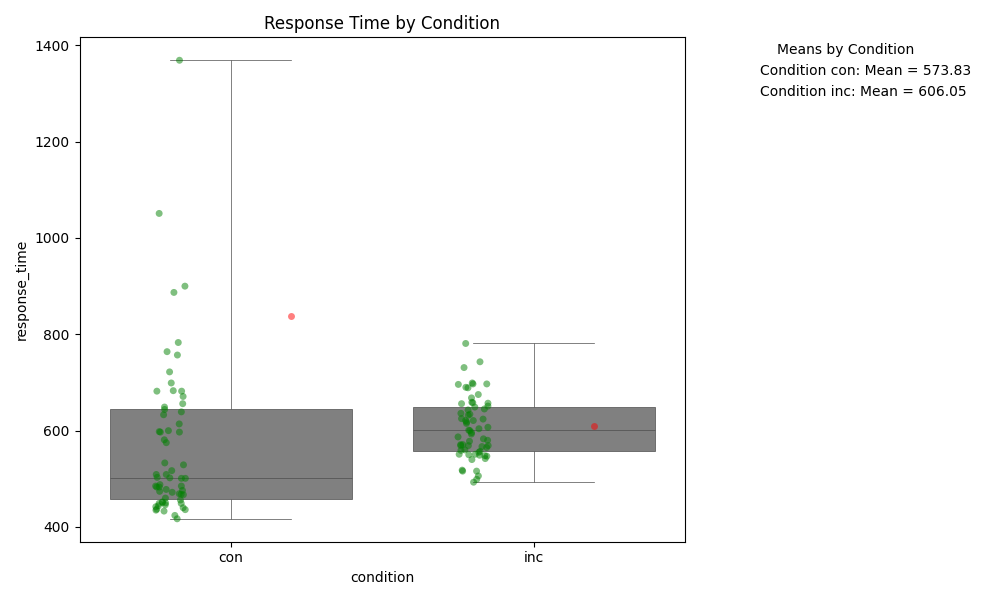 Response Time by Condition
Means by Condition
Condition con: Mean = 573.83
Condition inc: Mean = 606.05
1400
1200
1000
800
600
400
response_time
con
inc
condition